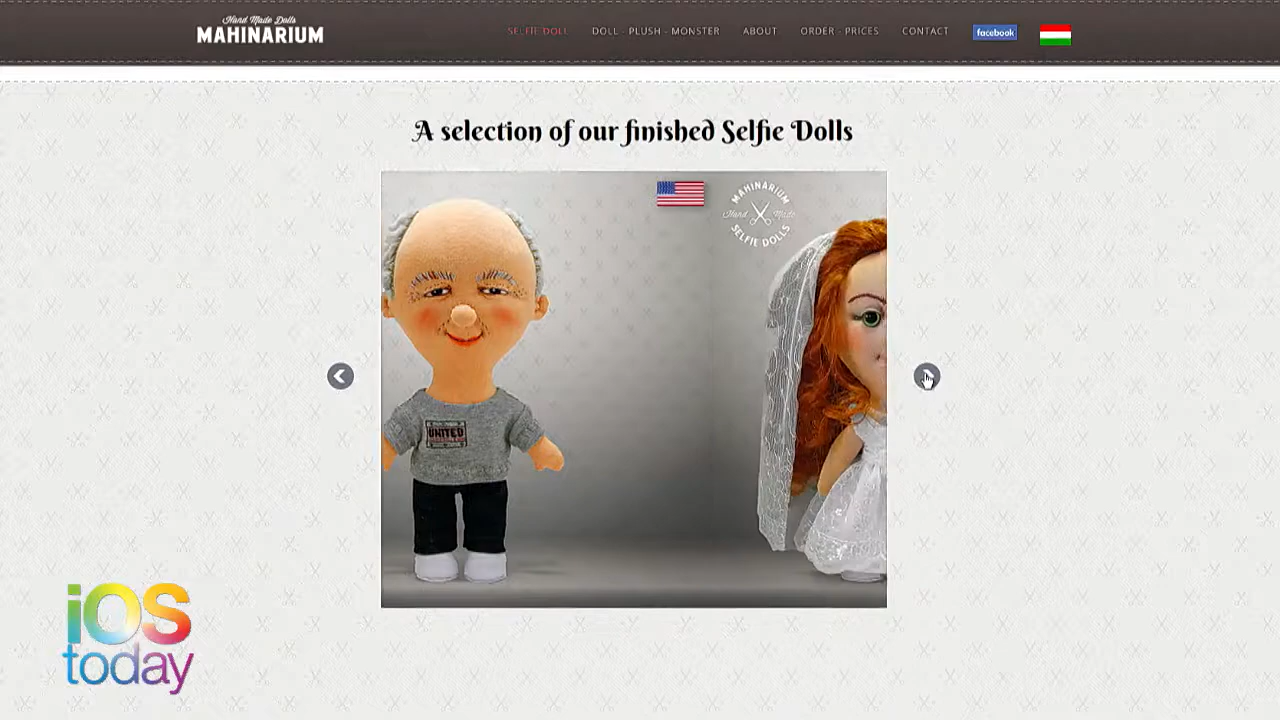 Hand Made Dolls
MAHINARIUM
SELFIE DOLL
DOLL - PLUSH - MONSTER
ABOUT
ORDER - PRICES
CONTACT
facebook
A selection of our finished Selfie Dolls
MAHINARIUM
Hand Made
SELFIE DOLLS
UNITED
iOS
today